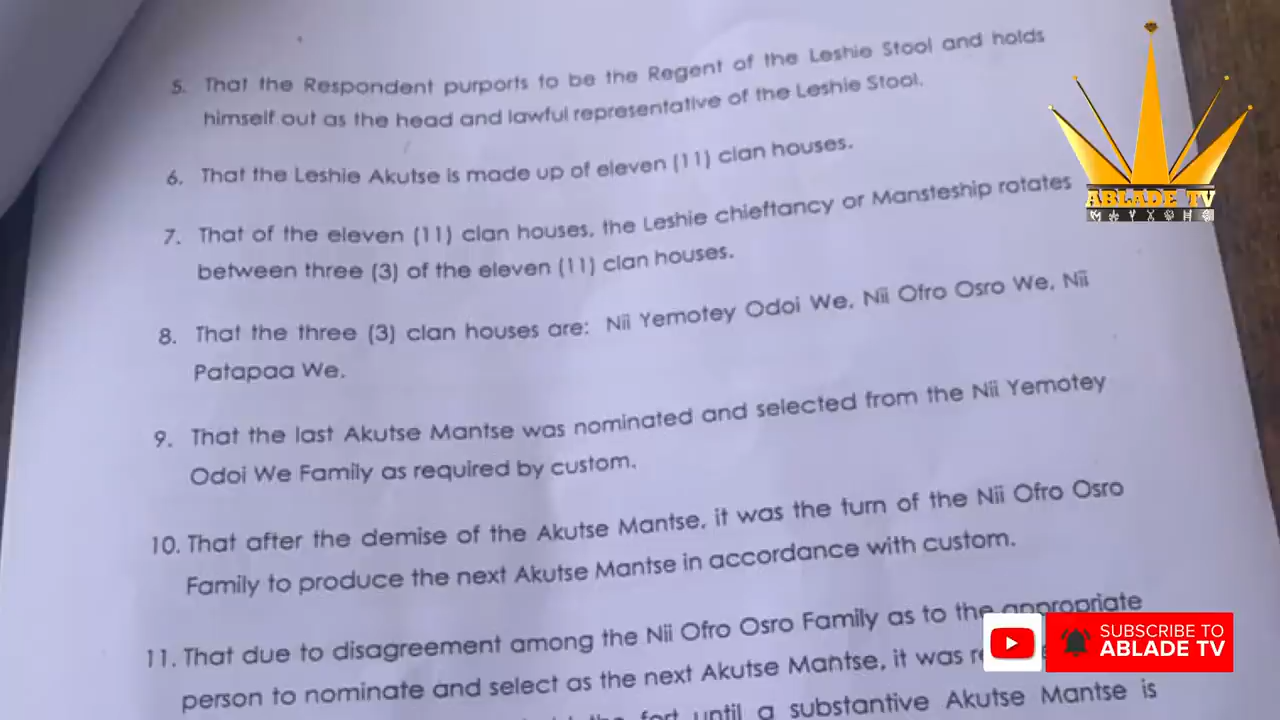 5. That the Respondent purports to be the Regent of the Leshie Stool and holds
himself out as the head and lawful representative of the Leshie Stool.
6. That the Leshie Akutse is made up of eleven (11) clan houses.
7. That of the eleven (11) clan houses, the Leshie chieftancy or Mansteship rotates
between three (3) of the eleven (11) clan houses.
8. That the three (3) clan houses are: Nii Yemotey Odoi We, Nii Ofro Osro We, Nii
Patapaa We.
9. That the last Akutse Mantse was nominated and selected from the Nii Yemotey
Odoi We Family as required by custom.
10. That after the demise of the Akutse Mantse, it was the turn of the Nii Ofro Osro
Family to produce the next Akutse Mantse in accordance with custom.
11. That due to disagreement among the Nii Ofro Osro Family as to the appropriate
person to nominate and select as the next Akutse Mantse, it was
the fort until a substantive Akutse Mantse is
ABLADE TV
SUBSCRIBE TO
ABLADE TV